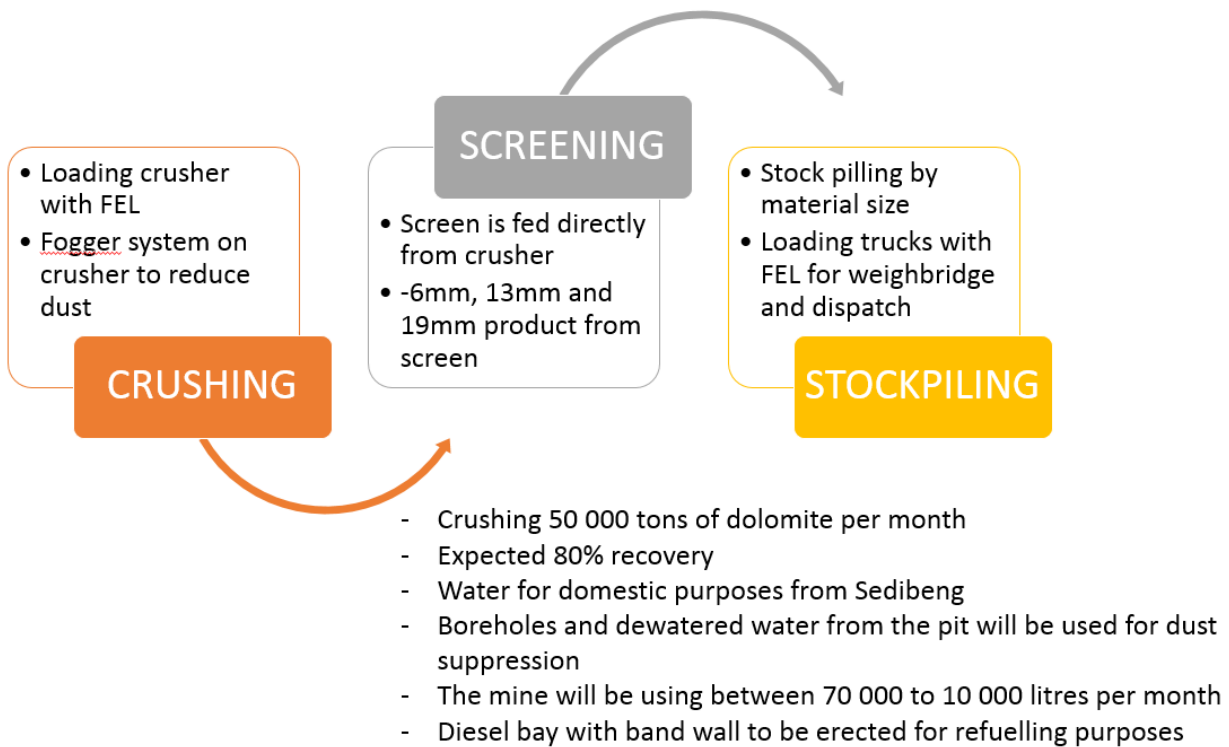 • Loading crusher
with FEL
• Fogger system on
crusher to reduce
dust
CRUSHING
SCREENING
• Screen is fed directly
from crusher
• -6mm, 13mm and
19mm product from
screen
• Stock pilling by
material size
• Loading trucks with
FEL for weighbridge
and dispatch
STOCKPILING
- Crushing 50 000 tons of dolomite per month
- Expected 80% recovery
- Water for domestic purposes from Sedibeng
- Boreholes and dewatered water from the pit will be used for dust
suppression
- The mine will be using between 70 000 to 10 000 litres per month
- Diesel bay with band wall to be erected for refuelling purposes